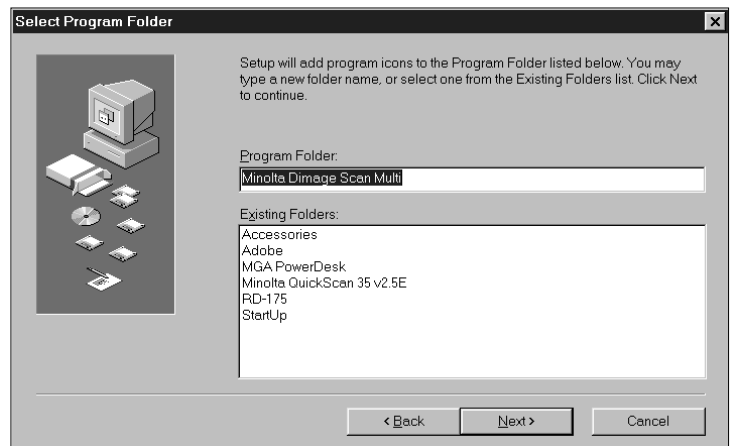 Select Program Folder
Setup will add program icons to the Program Folder listed below. You may
type a new folder name, or select one from the Existing Folders list. Click Next
to continue.
Program Folder:
Minolta Dimage Scan Multi
Existing Folders:
Accessories
Adobe
MGA PowerDesk
Minolta QuickScan 35 v2.5E
RD-175
StartUp
< Back
Next >
Cancel